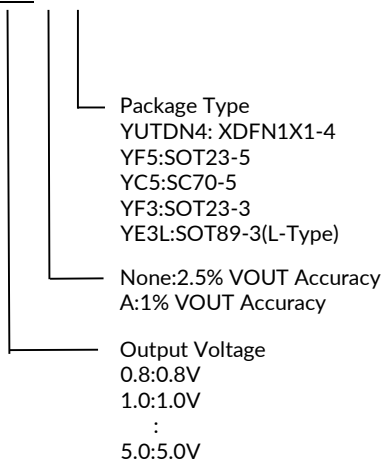 Package Type
YUTDN4: XDFN1X1-4
YF5:SOT23-5
YC5:SC70-5
YF3:SOT23-3
YE3L:SOT89-3(L-Type)
None:2.5% VOUT Accuracy
A:1% VOUT Accuracy
Output Voltage
0.8:0.8V
1.0:1.0V
:
5.0:5.0V